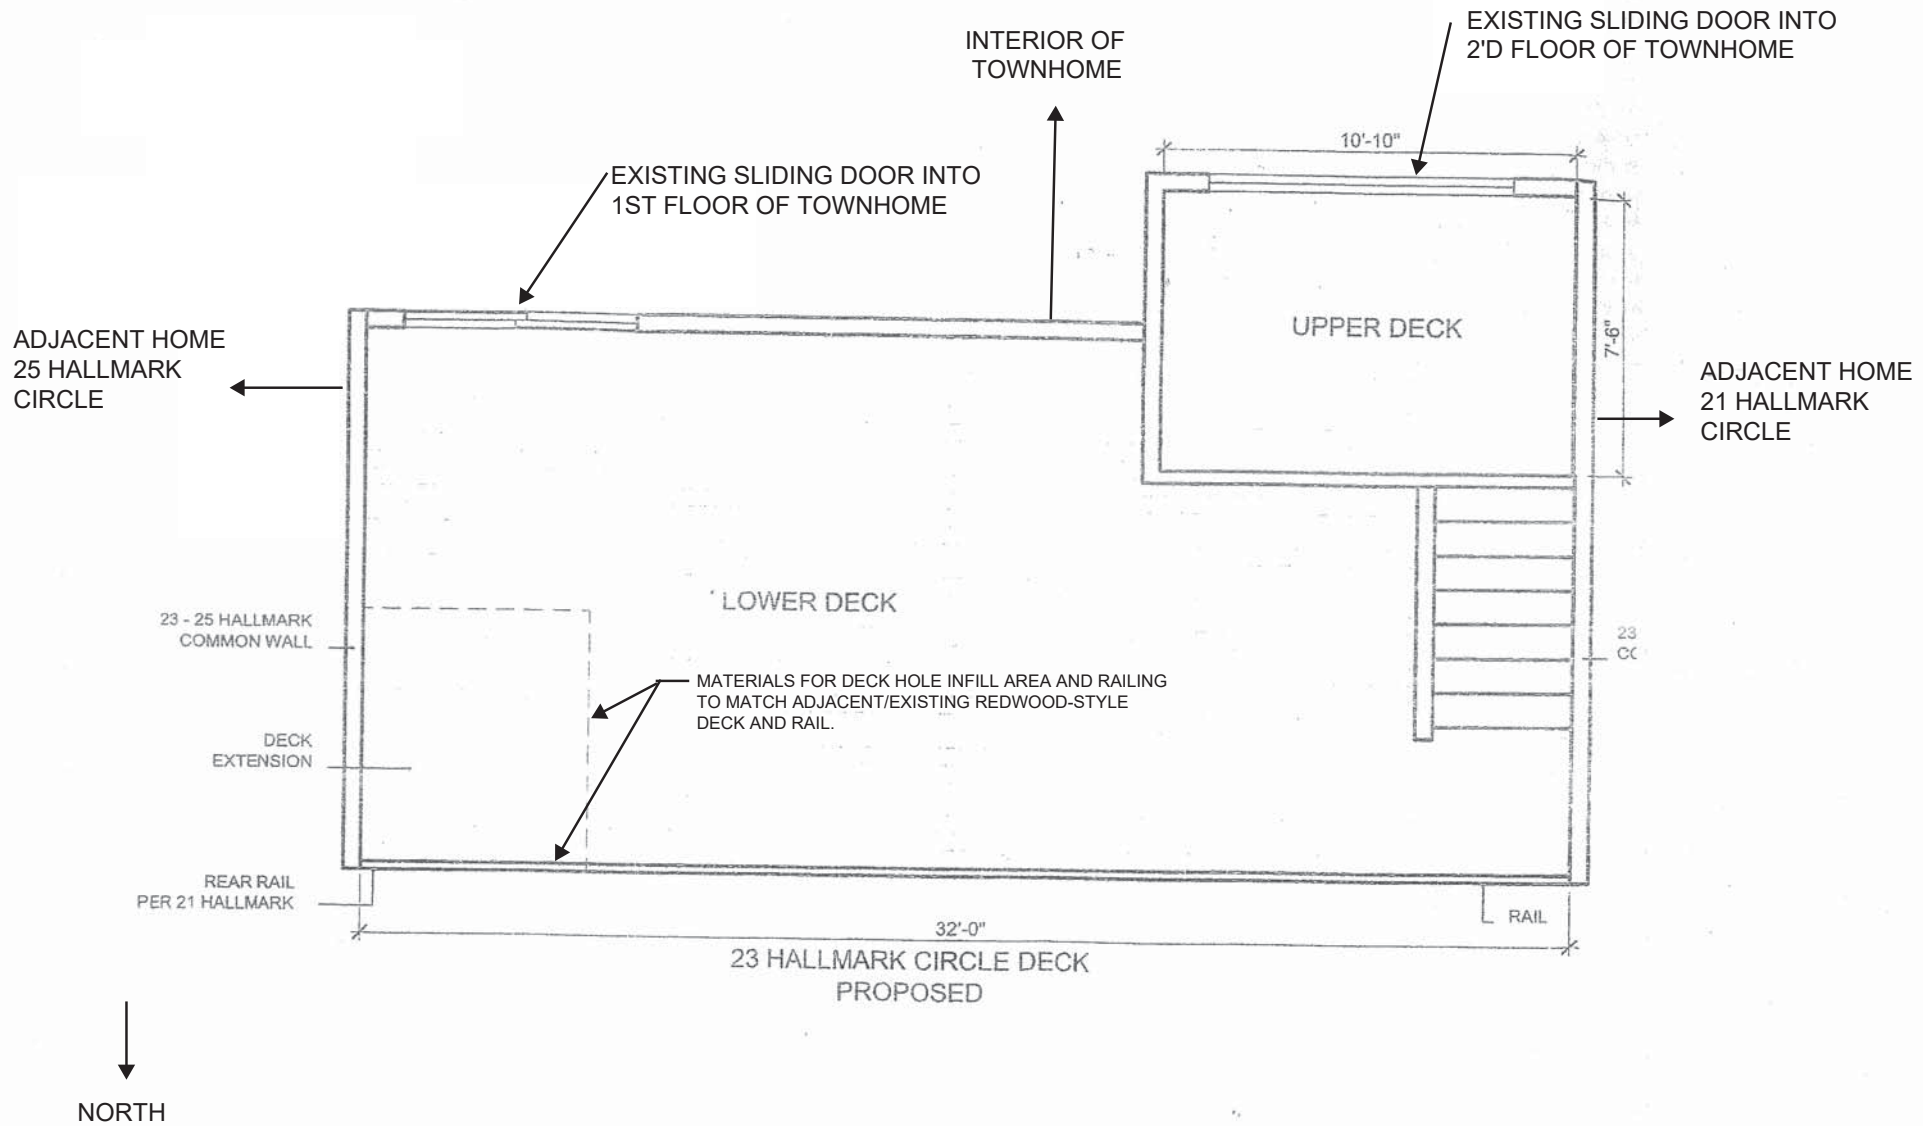 INTERIOR OF
TOWNHOME
EXISTING SLIDING DOOR INTO
2'D FLOOR OF TOWNHOME
10'-10"
EXISTING SLIDING DOOR INTO
1ST FLOOR OF TOWNHOME
UPPER DECK
7'-6"
ADJACENT HOME
25 HALLMARK
CIRCLE
ADJACENT HOME
21 HALLMARK
CIRCLE
LOWER DECK
23 - 25 HALLMARK
COMMON WALL
23
MATERIALS FOR DECK HOLE INFILL AREA AND RAILING
TO MATCH ADJACENT/EXISTING REDWOOD-STYLE
DECK AND RAIL.
DECK
EXTENSION
REAR RAIL
PER 21 HALLMARK
RAIL
32'-0"
23 HALLMARK CIRCLE DECK
PROPOSED
NORTH